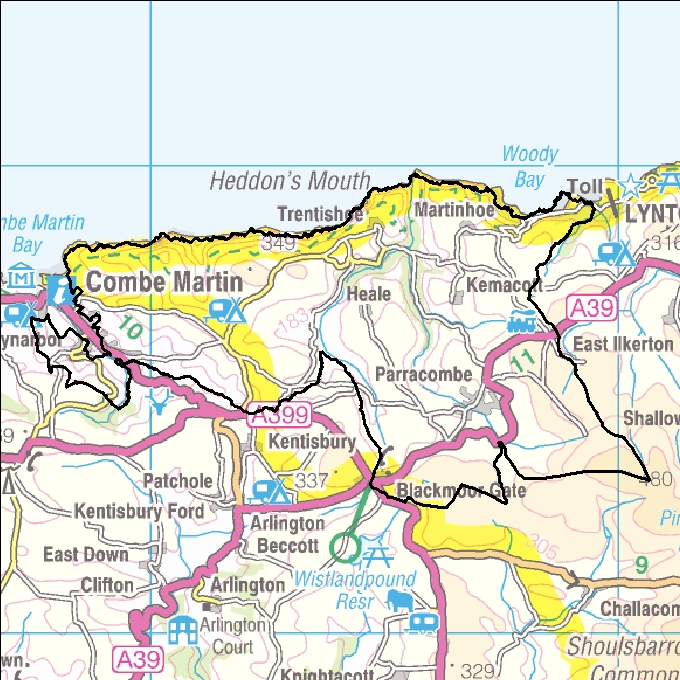 Woody
Bay
Heddon's Mouth
Toll
LYNTO
Trentishoe
Martinhoe
mbe Martin
Bay
349
316
M
Combe Martin
i
Kemacott
Heale
183
A39
10
ynarbor
East Ilkerton
11
Parracombe
A399
Shallow
69
Kentisbury
337
80
Patchole
Blackmoor Gate
Kentisbury Ford
Arlington
Beccott
305
East Down
Wistlandpound
Resr
9
Clifton
Arlington
Challacom
Arlington
Court
A39
Shoulsbarro
Common
wn.
Knightacott
329